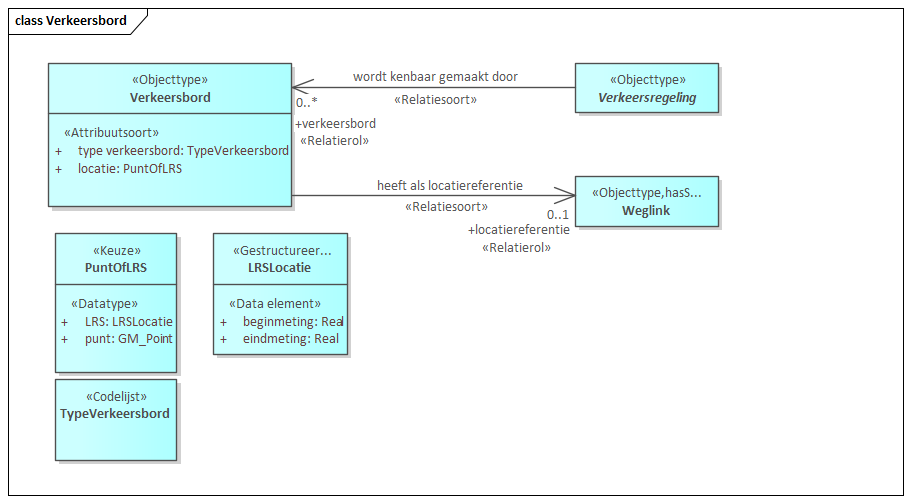 class Verkeersbord
«Objecttype»
Verkeersbord
«Attribuutsoort»
+ type verkeersbord: TypeVerkeersbord
+ locatie: PuntOfLRS
wordt kenbaar gemaakt door
«Relatiesoort»
0..*
+verkeersbord
«Relatierol»
«Objecttype»
Verkeersregeling
heeft als locatiereferentie
«Relatiesoort»
0..1
+locatiereferentie
«Relatierol»
«Objecttype,hasS...
Weglink
«Keuze»
PuntOfLRS
«Datatype»
+ LRS: LRSLocatie
+ punt: GM_Point
«Gestructureer...
LRSLocatie
«Data element»
+ beginmeting: Real
+ eindmeting: Real
«Codelijst»
TypeVerkeersbord